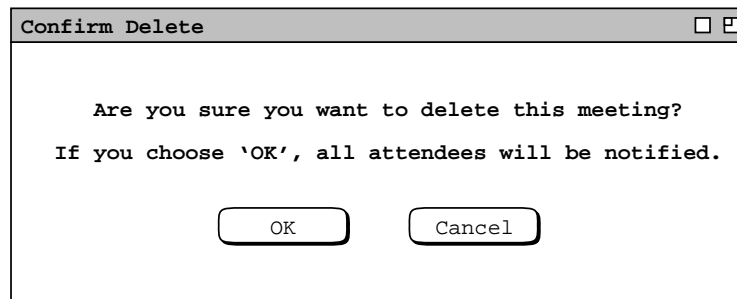 Confirm Delete
Are you sure you want to delete this meeting?
If you choose ‘OK’, all attendees will be notified.
OK
Cancel